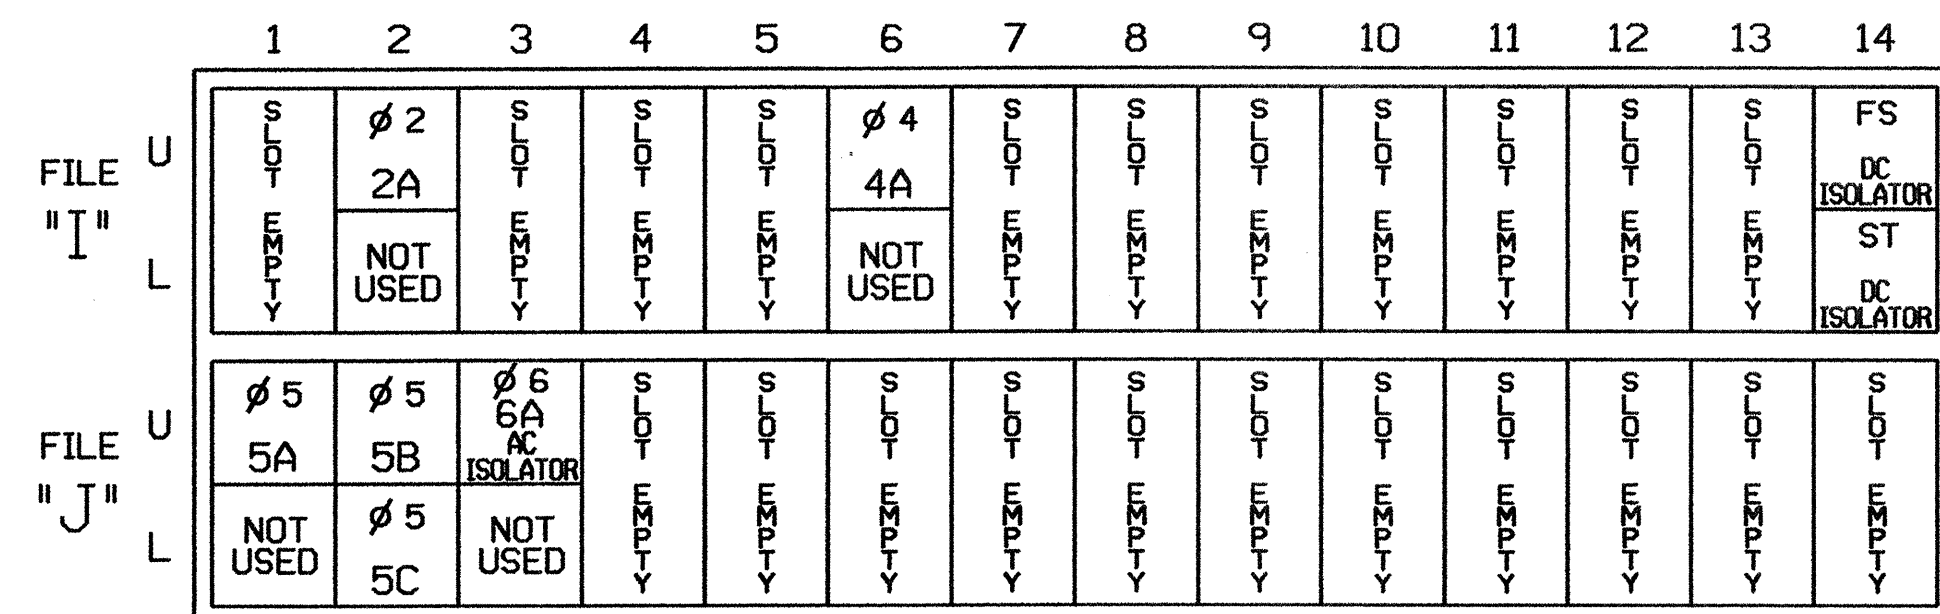 1 2 3 4 5 6 7 8 9 10 11 12 13 14
FILE "I"
U
L
SLOT EMPTY
Ø 2
2A
NOT USED
SLOT EMPTY
SLOT EMPTY
SLOT EMPTY
Ø 4
4A
NOT USED
SLOT EMPTY
SLOT EMPTY
SLOT EMPTY
SLOT EMPTY
SLOT EMPTY
SLOT EMPTY
SLOT EMPTY
FS
DC
ISOLATOR
ST
DC
ISOLATOR
FILE "J"
U
L
Ø 5
5A
NOT USED
Ø 5
5B
Ø 5
5C
Ø 6
6A
AC
ISOLATOR
NOT USED
SLOT EMPTY
SLOT EMPTY
SLOT EMPTY
SLOT EMPTY
SLOT EMPTY
SLOT EMPTY
SLOT EMPTY
SLOT EMPTY
SLOT EMPTY
SLOT EMPTY
SLOT EMPTY